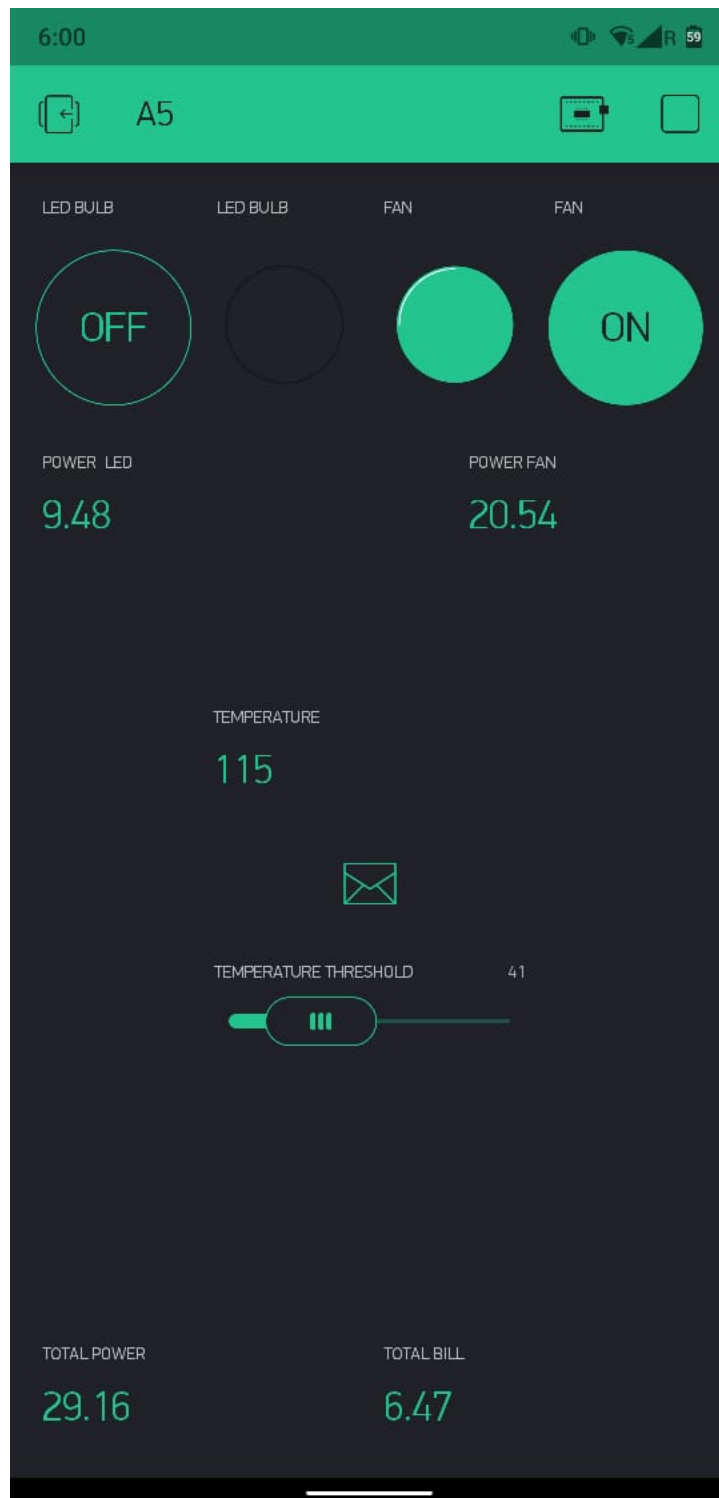 6:00 S R 59
A5
LED BULB LED BULB FAN FAN
OFF ON
POWER LED POWER FAN
9.48 20.54
TEMPERATURE
115
TEMPERATURE THRESHOLD 41
TOTAL POWER TOTAL BILL
29.16 6.47